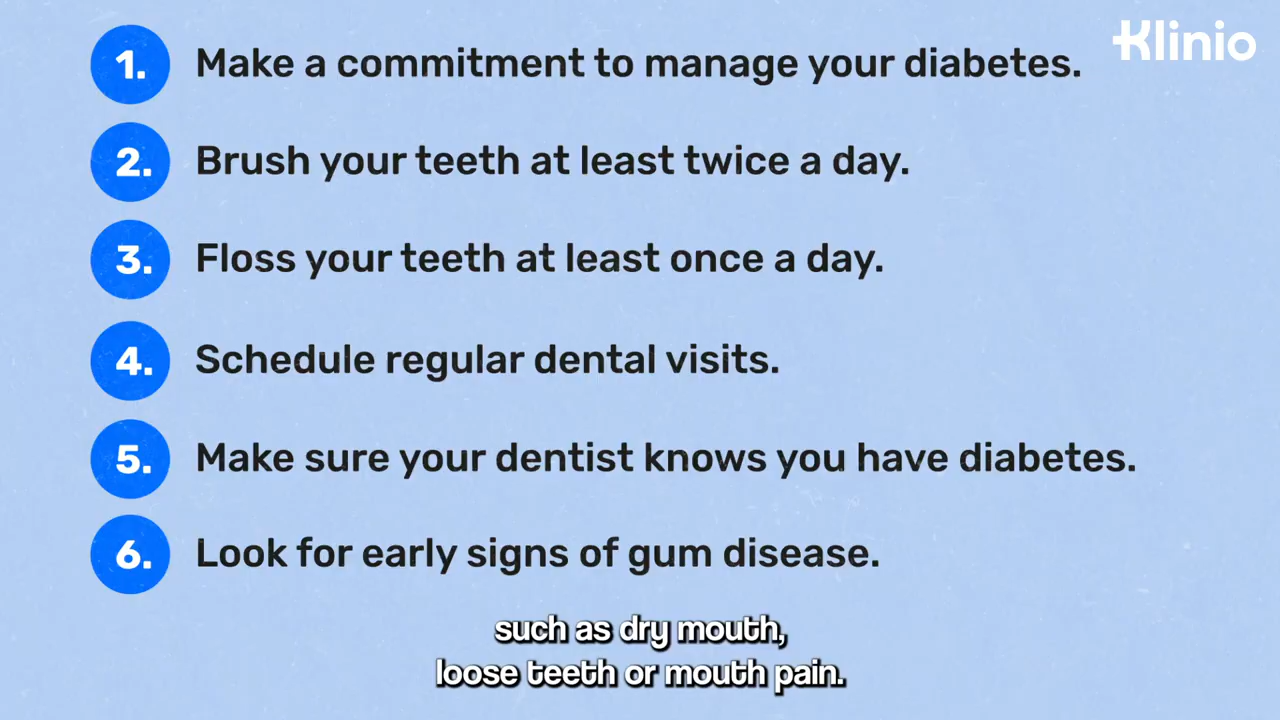 Klinio
1. Make a commitment to manage your diabetes.
2. Brush your teeth at least twice a day.
3. Floss your teeth at least once a day.
4. Schedule regular dental visits.
5. Make sure your dentist knows you have diabetes.
6. Look for early signs of gum disease.
such as dry mouth,
loose teeth or mouth pain.